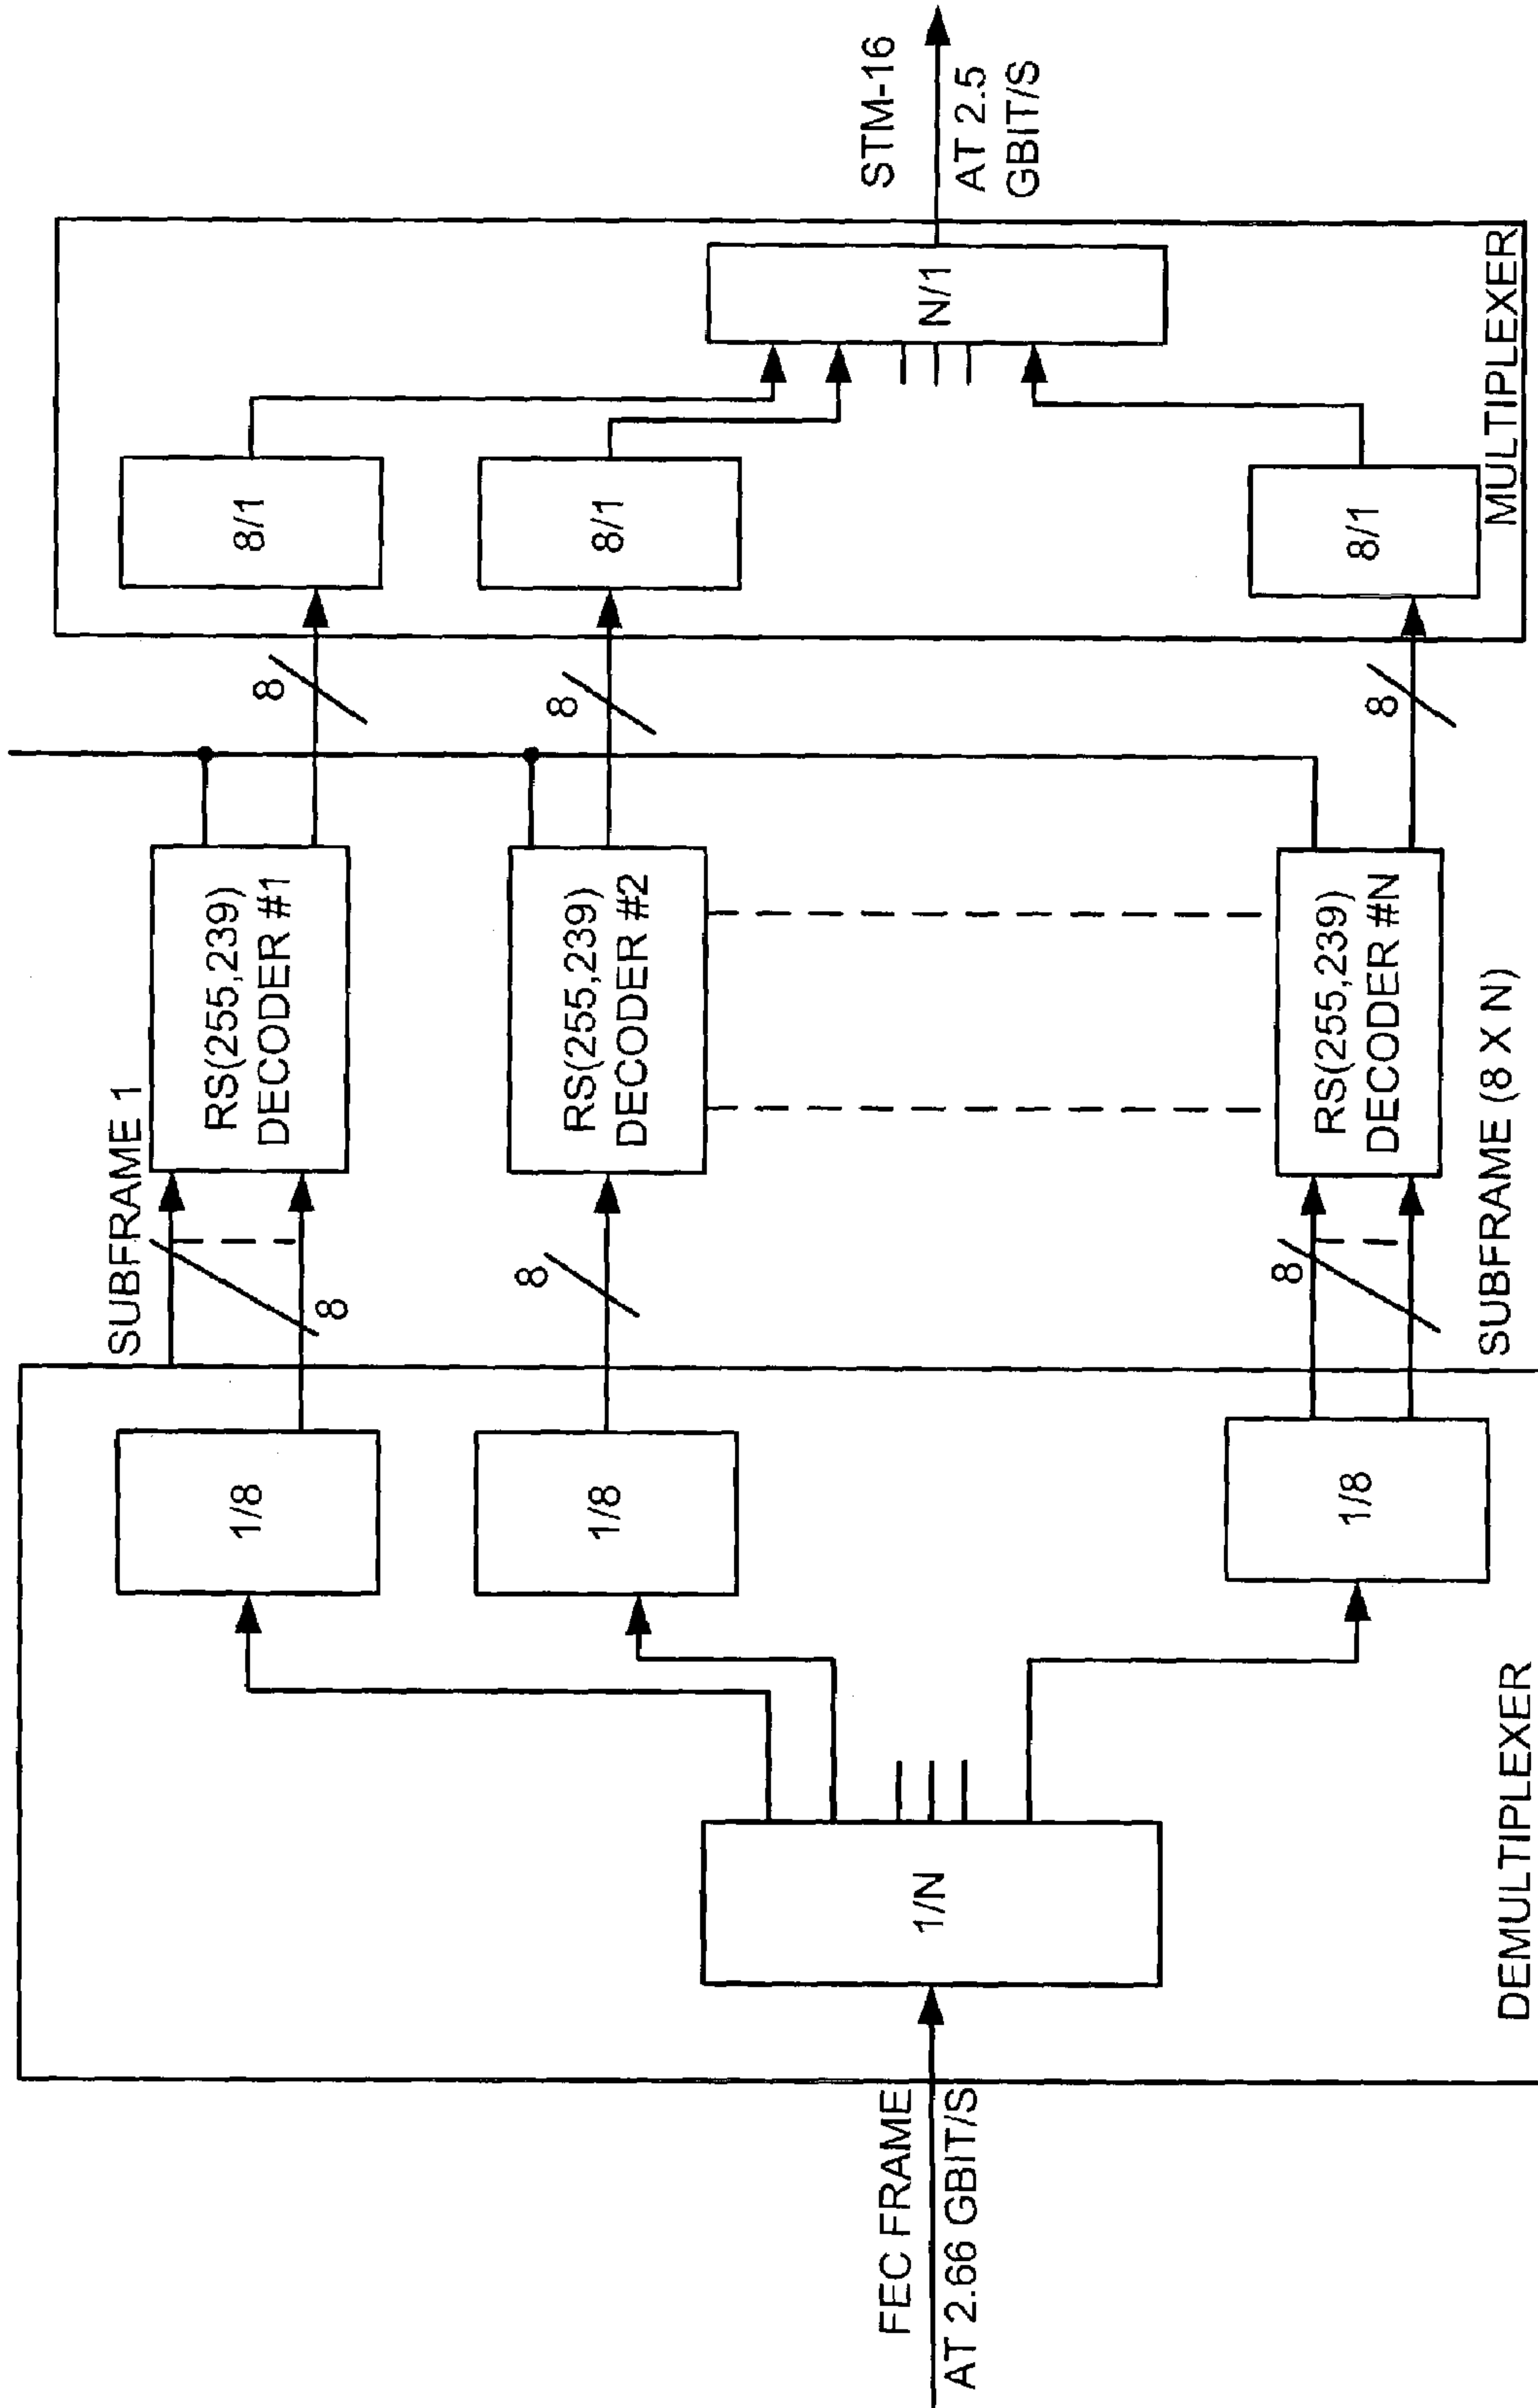 FEC FRAME
AT 2.66 GBIT/S
1/N
1/8
1/8
1/8
DEMULTIPLEXER
SUBFRAME 1
8
8
8
SUBFRAME (8 X N)
RS(255,239)
DECODER #1
RS(255,239)
DECODER #2
RS(255,239)
DECODER #N
8
8
8
8/1
8/1
8/1
N/1
MULTIPLEXER
STM-16
AT 2.5
GBIT/S